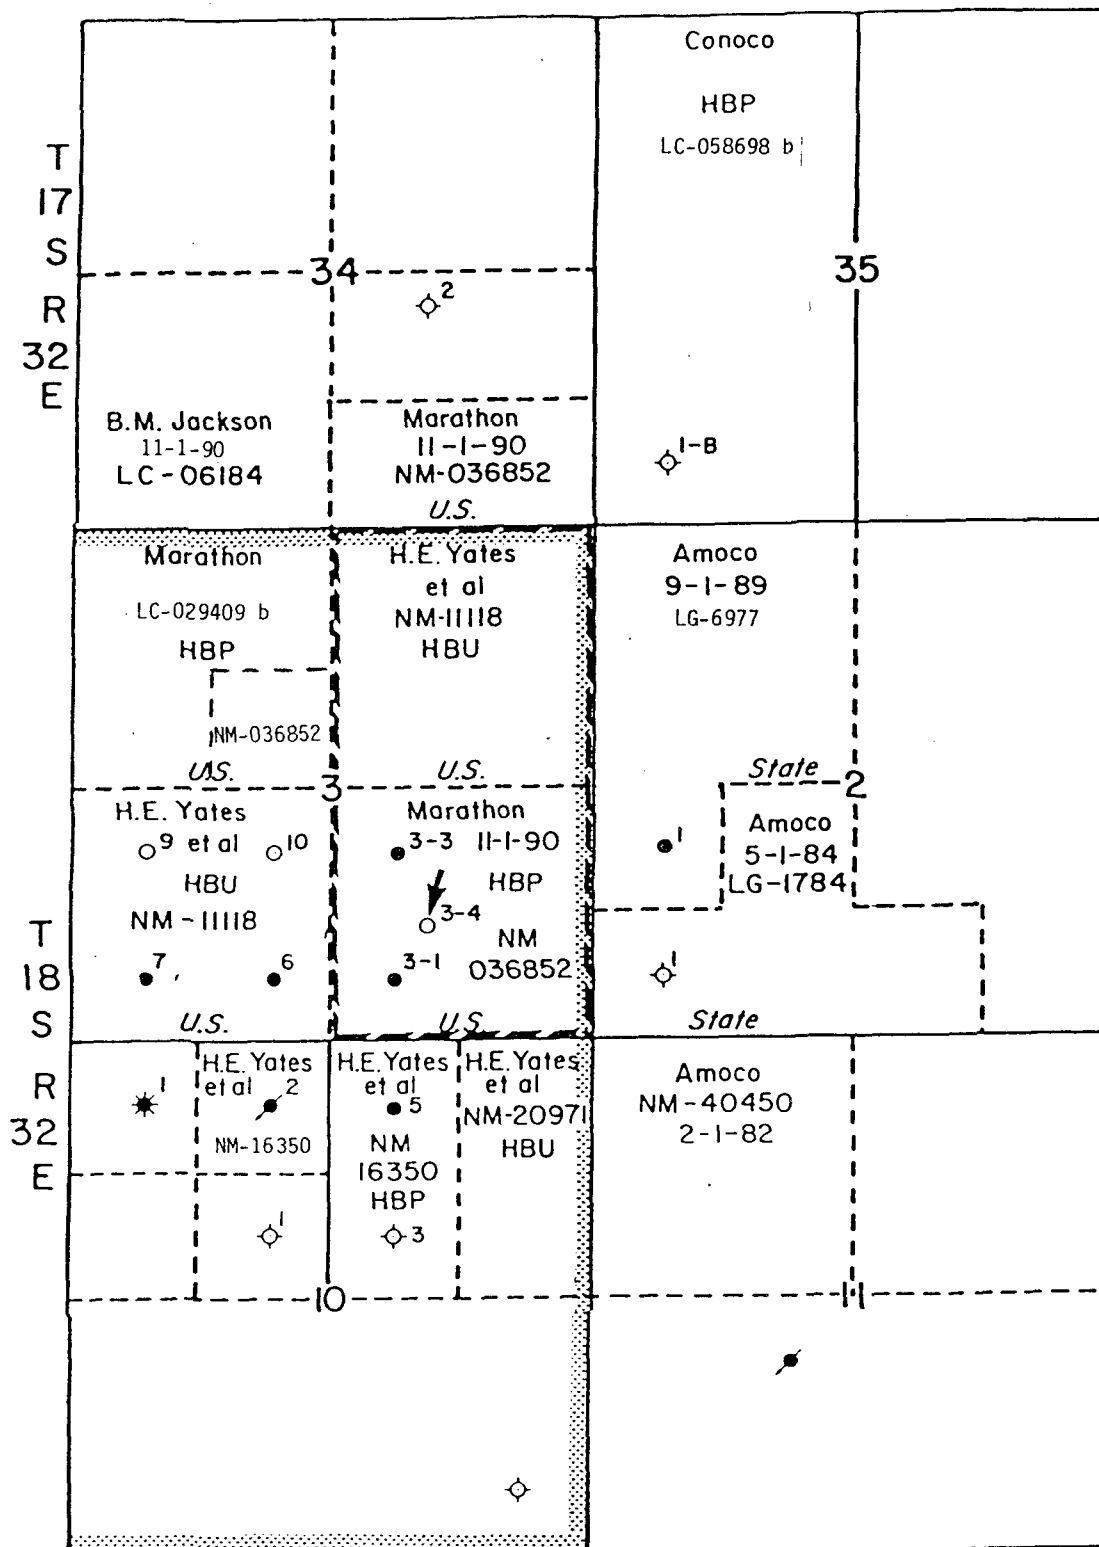 T
17
S
R
32
E
Conoco
HBP
LC-058698 b
34
35
2
B.M. Jackson
11-1-90
LC-06184
Marathon
11-1-90
NM-036852
U.S.
1-B
Marathon
LC-029409 b
HBP
NM-036852
U.S.
H.E. Yates
et al
NM-11118
HBU
U.S.
Amoco
9-1-89
LG-6977
State
3
2
H.E. Yates
9 et al 10
HBU
NM-11118
7 6
U.S.
Marathon
3-3 11-1-90
HBP
3-4
NM
036852
3-1
U.S.
1
Amoco
5-1-84
LG-1784
1
State
T
18
S
R
32
E
1
H.E. Yates
et al 2
NM-16350
1
H.E. Yates
et al
5
NM
16350
HBP
3
H.E. Yates
et al
NM-20971
HBU
Amoco
NM-40450
2-1-82
10
11